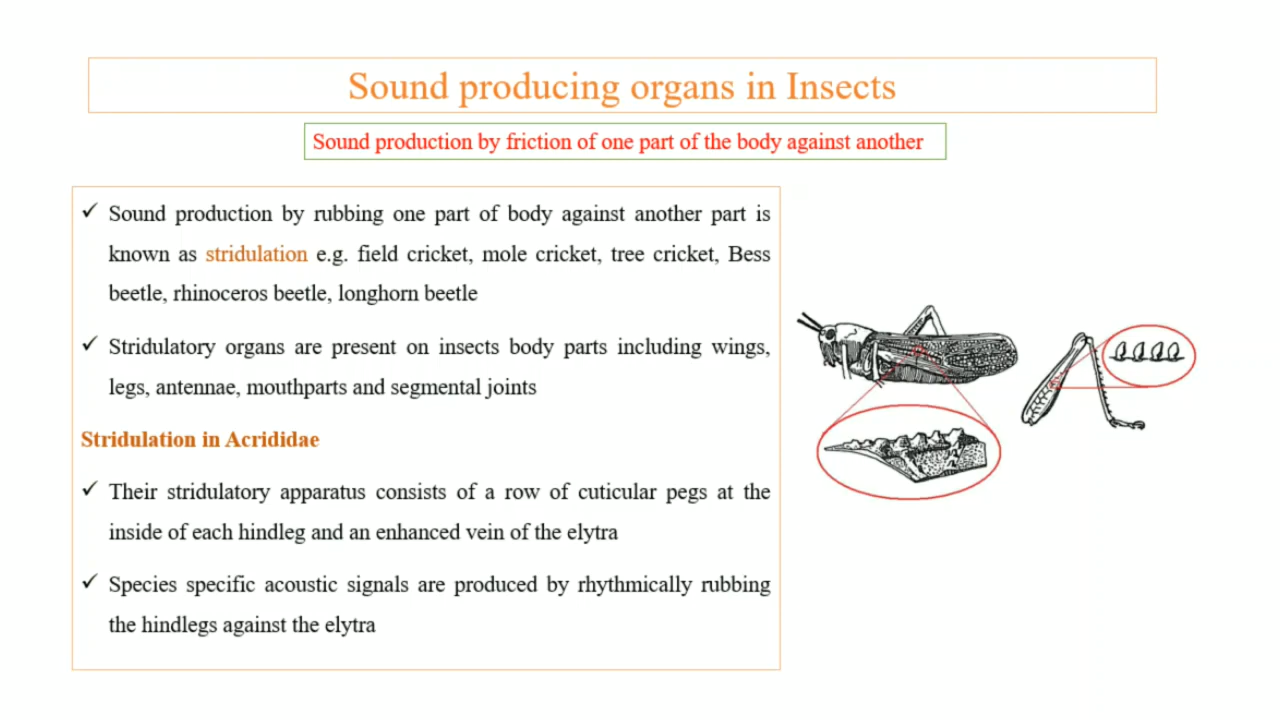 Sound producing organs in Insects
Sound production by friction of one part of the body against another
✓ Sound production by rubbing one part of body against another part is
known as stridulation e.g. field cricket, mole cricket, tree cricket, Bess
beetle, rhinoceros beetle, longhorn beetle
✓ Stridulatory organs are present on insects body parts including wings,
legs, antennae, mouthparts and segmental joints
Stridulation in Acrididae
✓ Their stridulatory apparatus consists of a row of cuticular pegs at the
inside of each hindleg and an enhanced vein of the elytra
✓ Species specific acoustic signals are produced by rhythmically rubbing
the hindlegs against the elytra